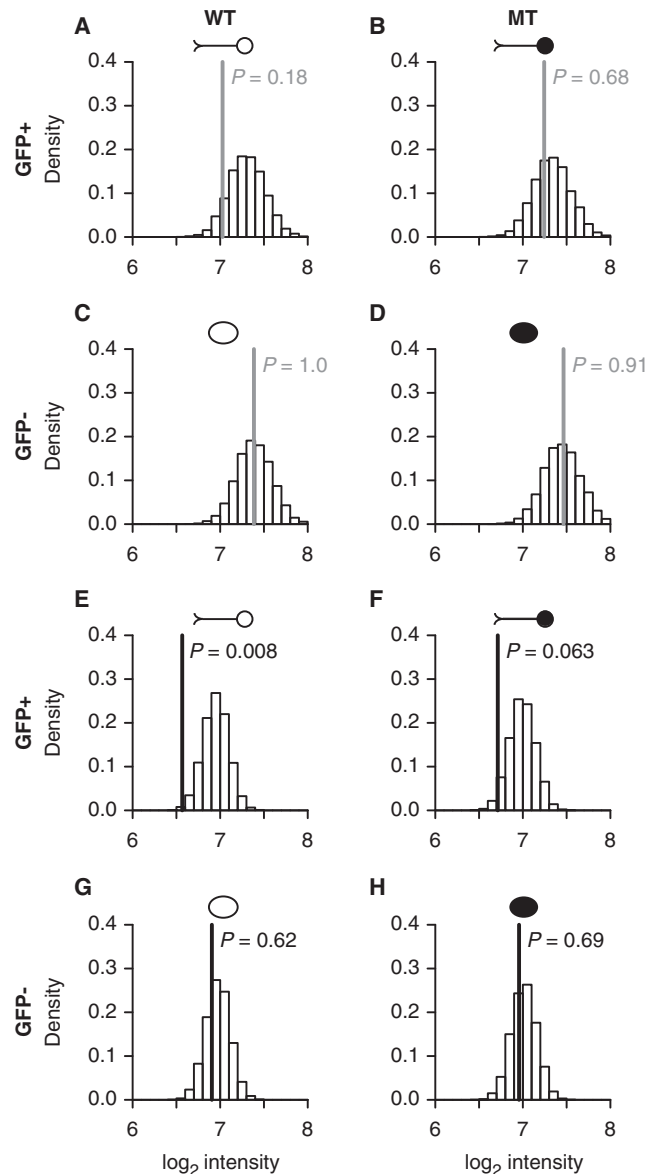 WT MT
A B
0.4 0.4
P = 0.18 P = 0.68
0.3 0.3
GFP+
Density
0.2 0.2
0.1 0.1
0.0 0.0
6 7 8 6 7 8
C D
0.4 0.4
P = 1.0 P = 0.91
0.3 0.3
GFP-
Density
0.2 0.2
0.1 0.1
0.0 0.0
6 7 8 6 7 8
E F
0.4 0.4
P = 0.008 P = 0.063
0.3 0.3
GFP+
Density
0.2 0.2
0.1 0.1
0.0 0.0
6 7 8 6 7 8
G H
0.4 0.4
P = 0.62 P = 0.69
0.3 0.3
GFP-
Density
0.2 0.2
0.1 0.1
0.0 0.0
6 7 8 6 7 8
log2 intensity log2 intensity